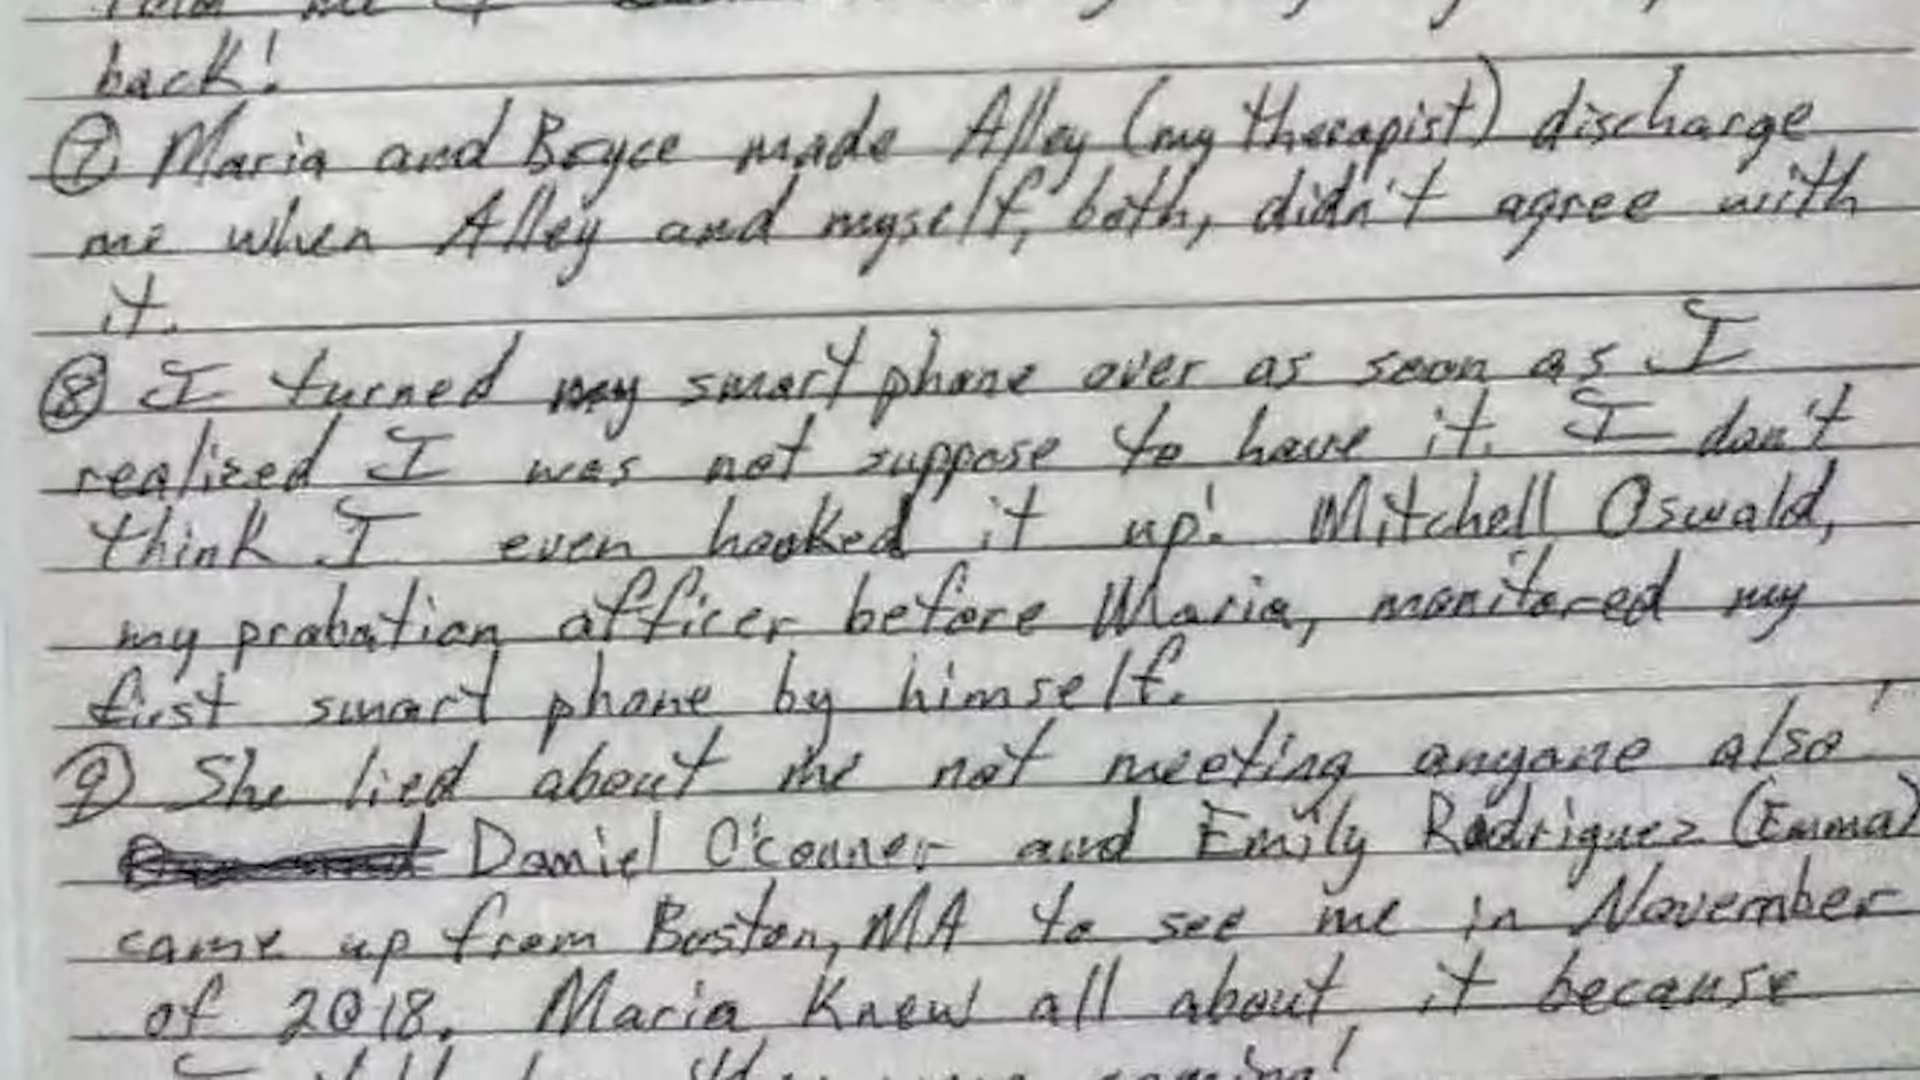 back!
⑦ Maria and Bryce made Alley (my therapist) discharge
me when Alley and myself, both, didn't agree with
it.
⑧ I turned my smart phone over as soon as I
realized I was not suppose to have it. I don't
think I even hooked it up! Mitchell Oswald,
my probation officer before Maria, monitored my
first smart phone by himself.
⑨ She lied about me not meeting anyone also!
Daniel O'conner and Emily Rodriguez (Emma)
came up from Boston, MA to see me in November
of 2018. Maria Knew all about it because
coming!